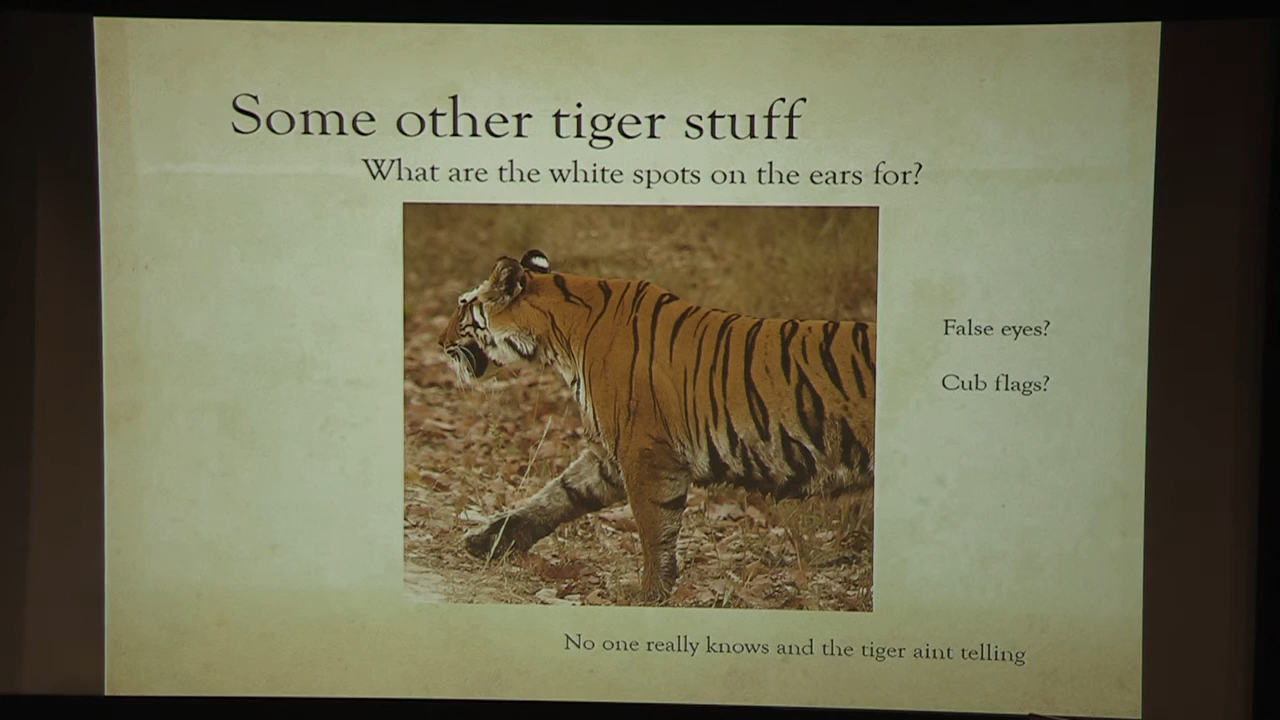 Some other tiger stuff
What are the white spots on the ears for?
False eyes?
Cub flags?
No one really knows and the tiger aint telling